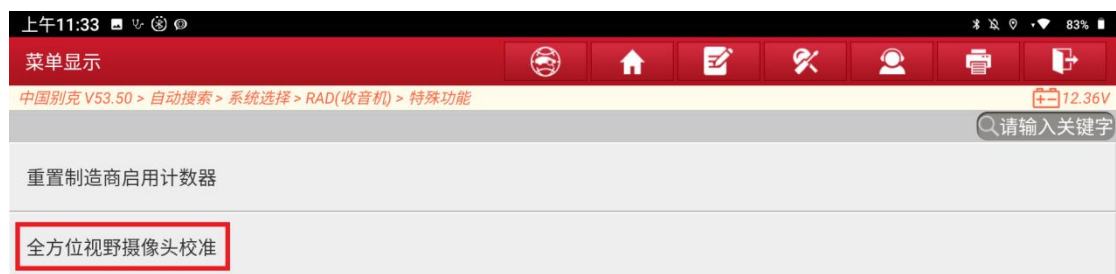 上午11:33 83%
菜单显示
中国别克 V53.50 > 自动搜索 > 系统选择 > RAD(收音机) > 特殊功能 12.36V
请输入关键字
重置制造商启用计数器
全方位视野摄像头校准